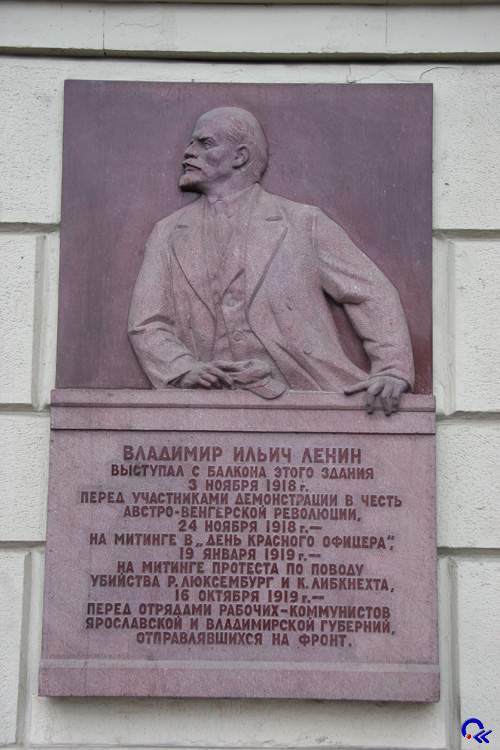 ВЛАДИМИР ИЛЬИЧ ЛЕНИН
ВЫСТУПАЛ С БАЛКОНА ЭТОГО ЗДАНИЯ
3 НОЯБРЯ 1918 г.
ПЕРЕД УЧАСТНИКАМИ ДЕМОНСТРАЦИИ В ЧЕСТЬ
АВСТРО-ВЕНГЕРСКОЙ РЕВОЛЮЦИИ,
24 НОЯБРЯ 1918 г.—
НА МИТИНГЕ В „ДЕНЬ КРАСНОГО ОФИЦЕРА",
19 ЯНВАРЯ 1919 г.—
НА МИТИНГЕ ПРОТЕСТА ПО ПОВОДУ
УБИЙСТВА Р. ЛЮКСЕМБУРГ И К. ЛИБКНЕХТА,
16 ОКТЯБРЯ 1919 г.—
ПЕРЕД ОТРЯДАМИ РАБОЧИХ-КОММУНИСТОВ
ЯРОСЛАВСКОЙ И ВЛАДИМИРСКОЙ ГУБЕРНИЙ,
ОТПРАВЛЯВШИХСЯ НА ФРОНТ.